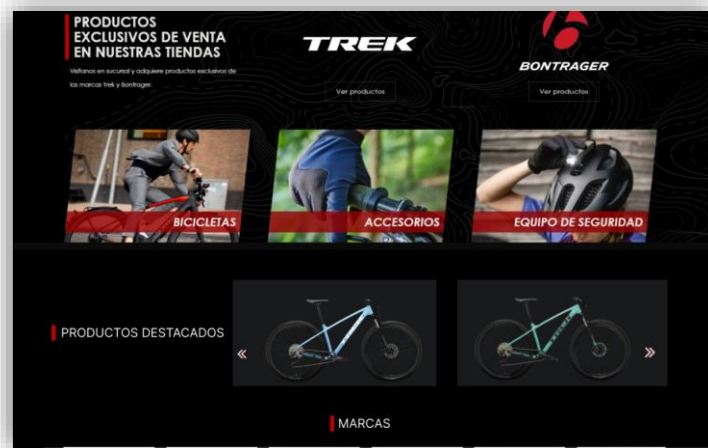 PRODUCTOS
EXCLUSIVOS DE VENTA
EN NUESTRAS TIENDAS
Visítanos en sucursal y adquiere productos exclusivos de
las marcas Trek y Bontrager.
TREK
Ver productos
BONTRAGER
Ver productos
BICICLETAS
ACCESORIOS
EQUIPO DE SEGURIDAD
PRODUCTOS DESTACADOS
«
»
MARCAS